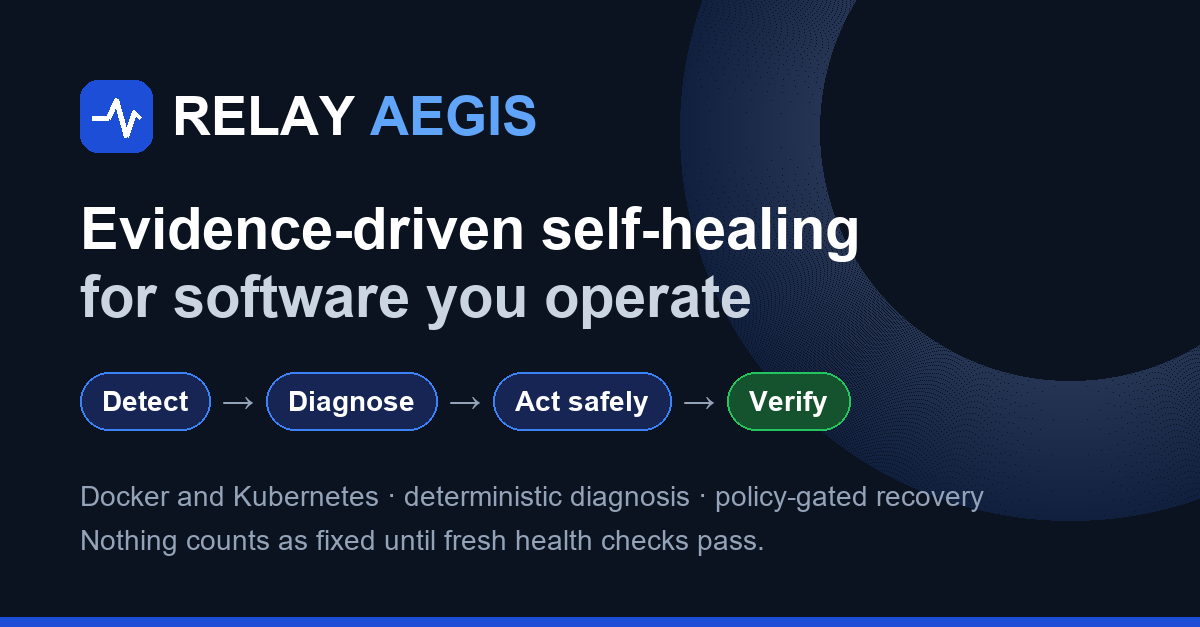 RELAY AEGIS
Evidence-driven self-healing
for software you operate
Detect → Diagnose → Act safely → Verify
Docker and Kubernetes · deterministic diagnosis · policy-gated recovery
Nothing counts as fixed until fresh health checks pass.